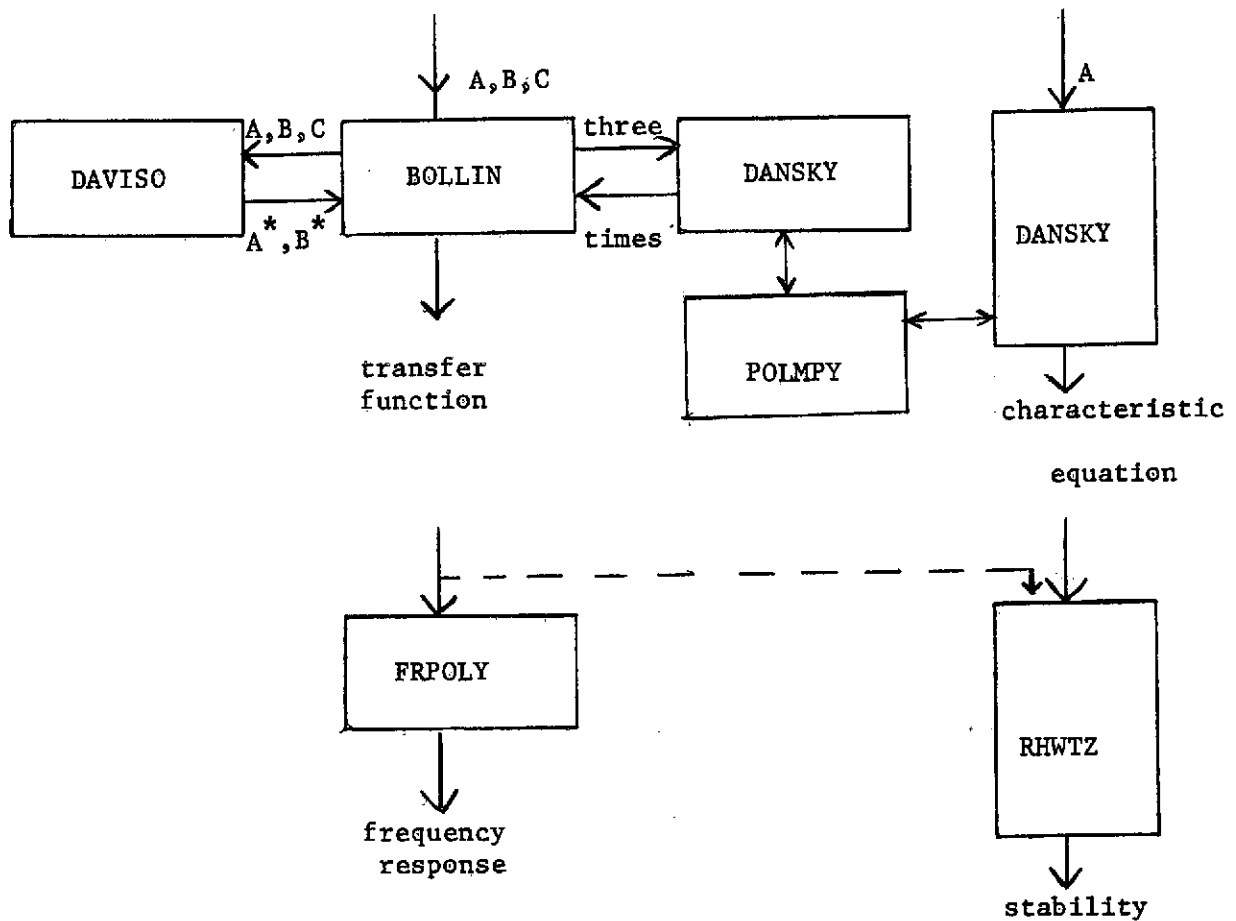 A,B,C
A
DAVISO
A,B,C
A*,B*
BOLLIN
three
times
DANSKY
DANSKY
POLMPY
transfer
function
characteristic
equation
FRPOLY
RHWTZ
frequency
response
stability